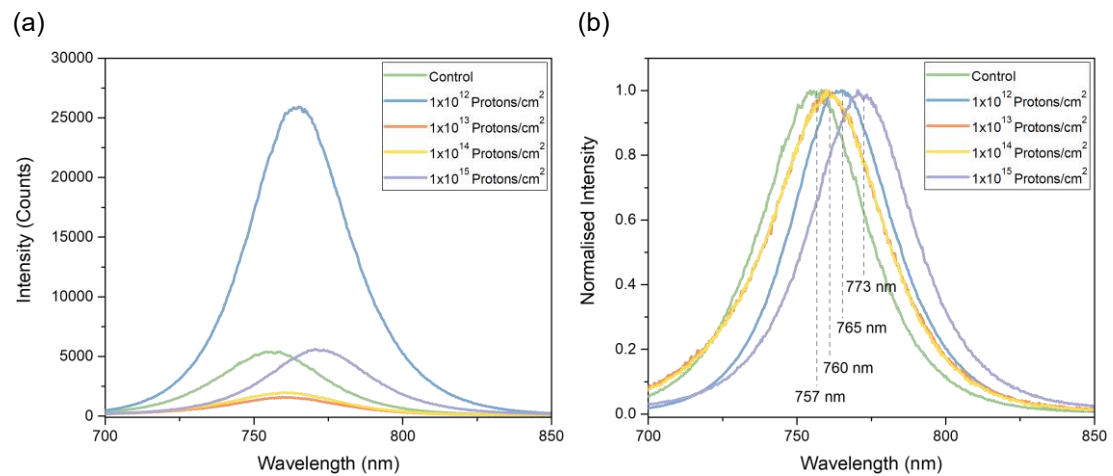 (a)
30000
25000
20000
15000
10000
5000
0
Intensity (Counts)
700
750
800
850
Wavelength (nm)
Control
1x10^12 Protons/cm^2
1x10^13 Protons/cm^2
1x10^14 Protons/cm^2
1x10^15 Protons/cm^2
(b)
1.0
0.8
0.6
0.4
0.2
0.0
Normalised Intensity
700
750
800
850
Wavelength (nm)
Control
1x10^12 Protons/cm^2
1x10^13 Protons/cm^2
1x10^14 Protons/cm^2
1x10^15 Protons/cm^2
773 nm
765 nm
760 nm
757 nm